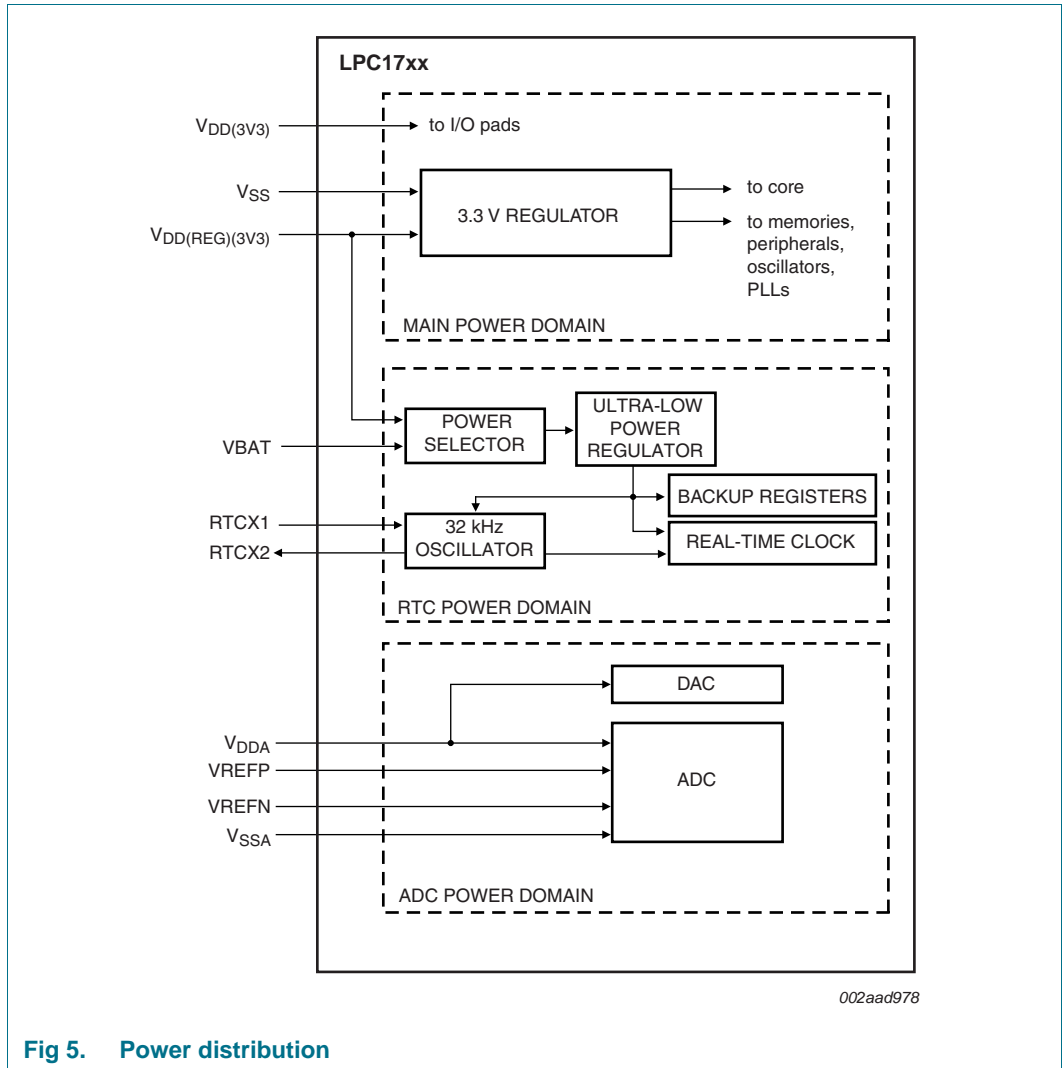 LPC17xx
VDD(3V3)
to I/O pads
VSS
3.3 V REGULATOR
to core
VDD(REG)(3V3)
to memories,
peripherals,
oscillators,
PLLs
MAIN POWER DOMAIN
POWER
SELECTOR
ULTRA-LOW
POWER
REGULATOR
VBAT
BACKUP REGISTERS
RTCX1
32 kHz
OSCILLATOR
REAL-TIME CLOCK
RTCX2
RTC POWER DOMAIN
DAC
VDDA
VREFP
ADC
VREFN
VSSA
ADC POWER DOMAIN
002aad978
Fig 5. Power distribution